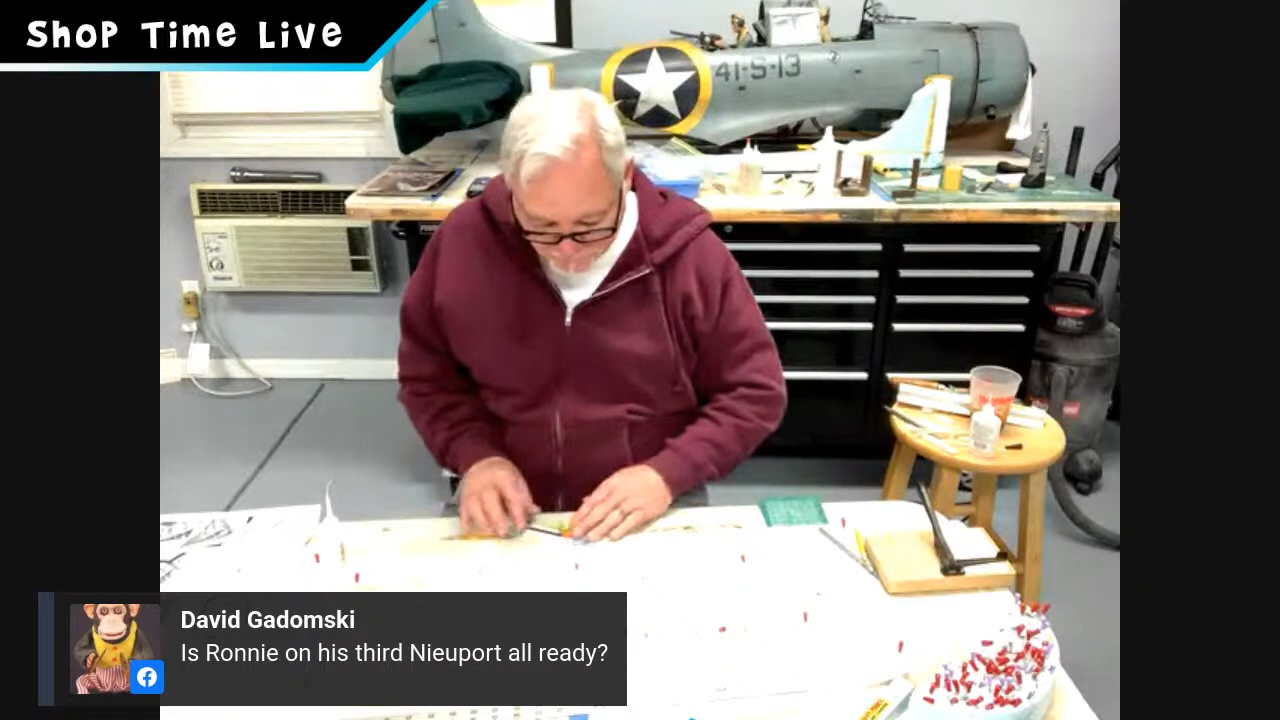 Shop Time Live
41-S-13
David Gadomski
Is Ronnie on his third Nieuport all ready?